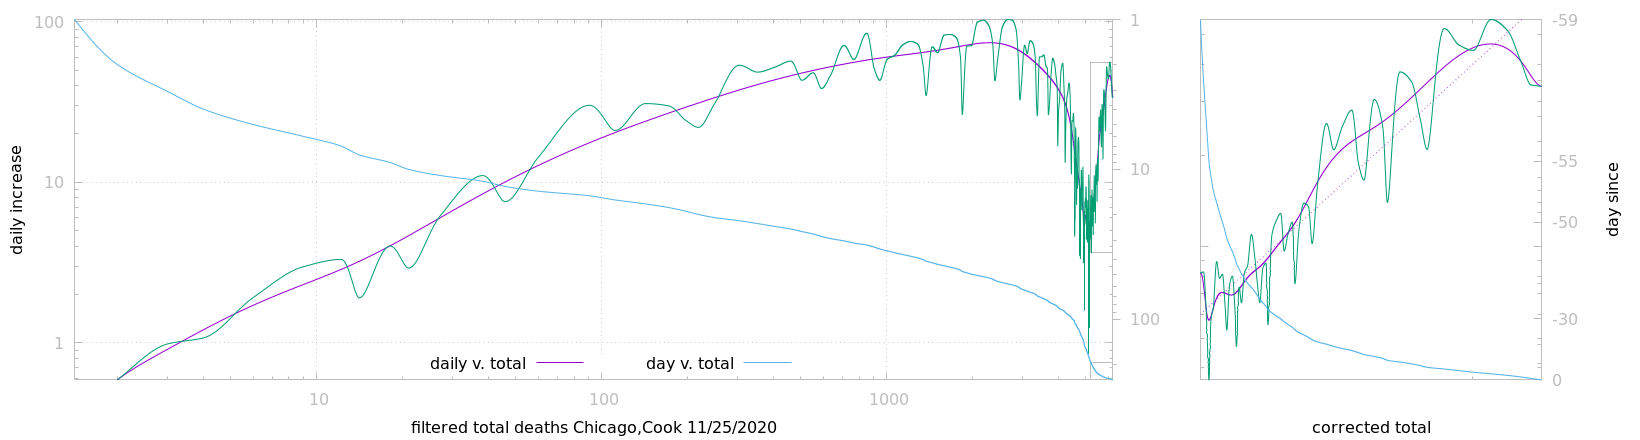 100
10
1
daily increase
10
100
1000
daily v. total
day v. total
filtered total deaths Chicago,Cook 11/25/2020
1
10
100
-59
-55
-50
-30
0
day since
corrected total